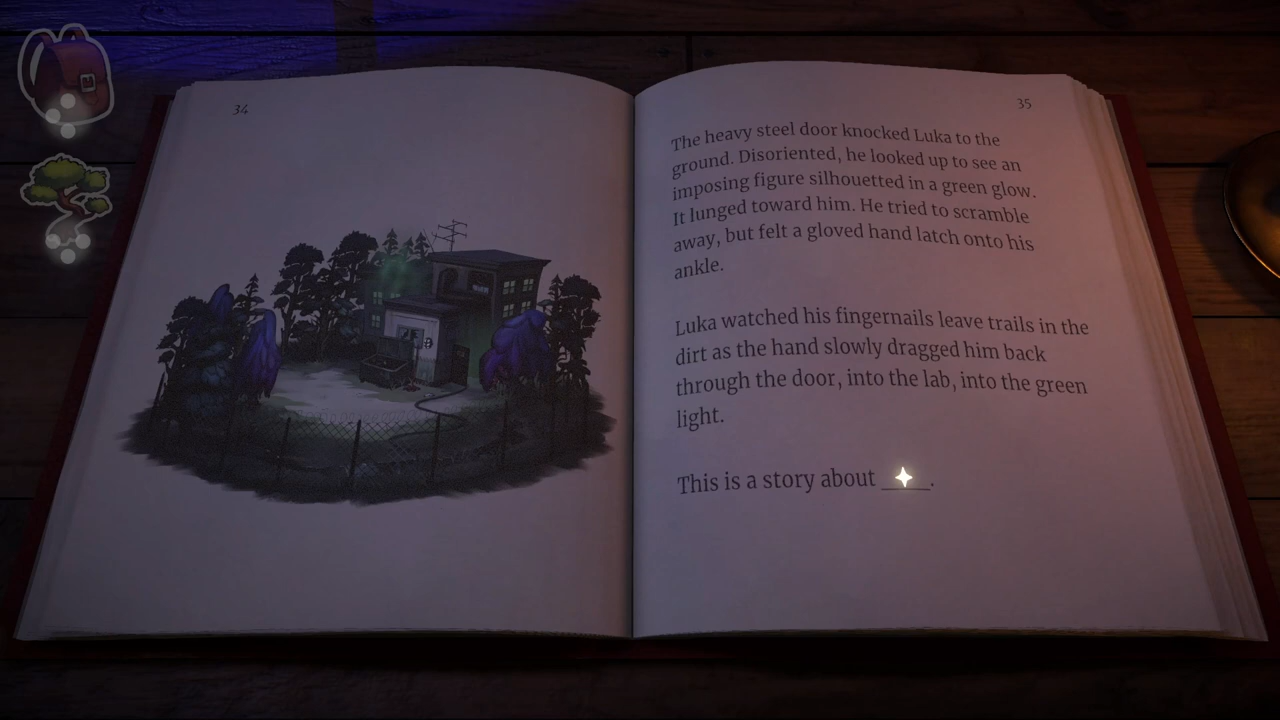 34
35
The heavy steel door knocked Luka to the
ground. Disoriented, he looked up to see an
imposing figure silhouetted in a green glow.
It lunged toward him. He tried to scramble
away, but felt a gloved hand latch onto his
ankle.
Luka watched his fingernails leave trails in the
dirt as the hand slowly dragged him back
through the door, into the lab, into the green
light.
This is a story about ____.